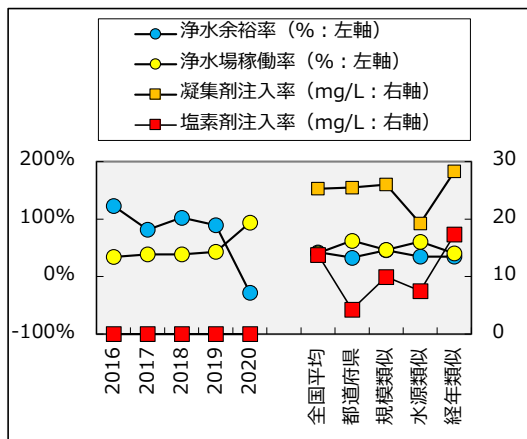 浄水余裕率（%：左軸）
浄水場稼働率（%：左軸）
凝集剤注入率（mg/L：右軸）
塩素剤注入率（mg/L：右軸）
200%
100%
0%
-100%
30
20
10
0
2016
2017
2018
2019
2020
全国平均
都道府県
規模類似
水源類似
経年類似